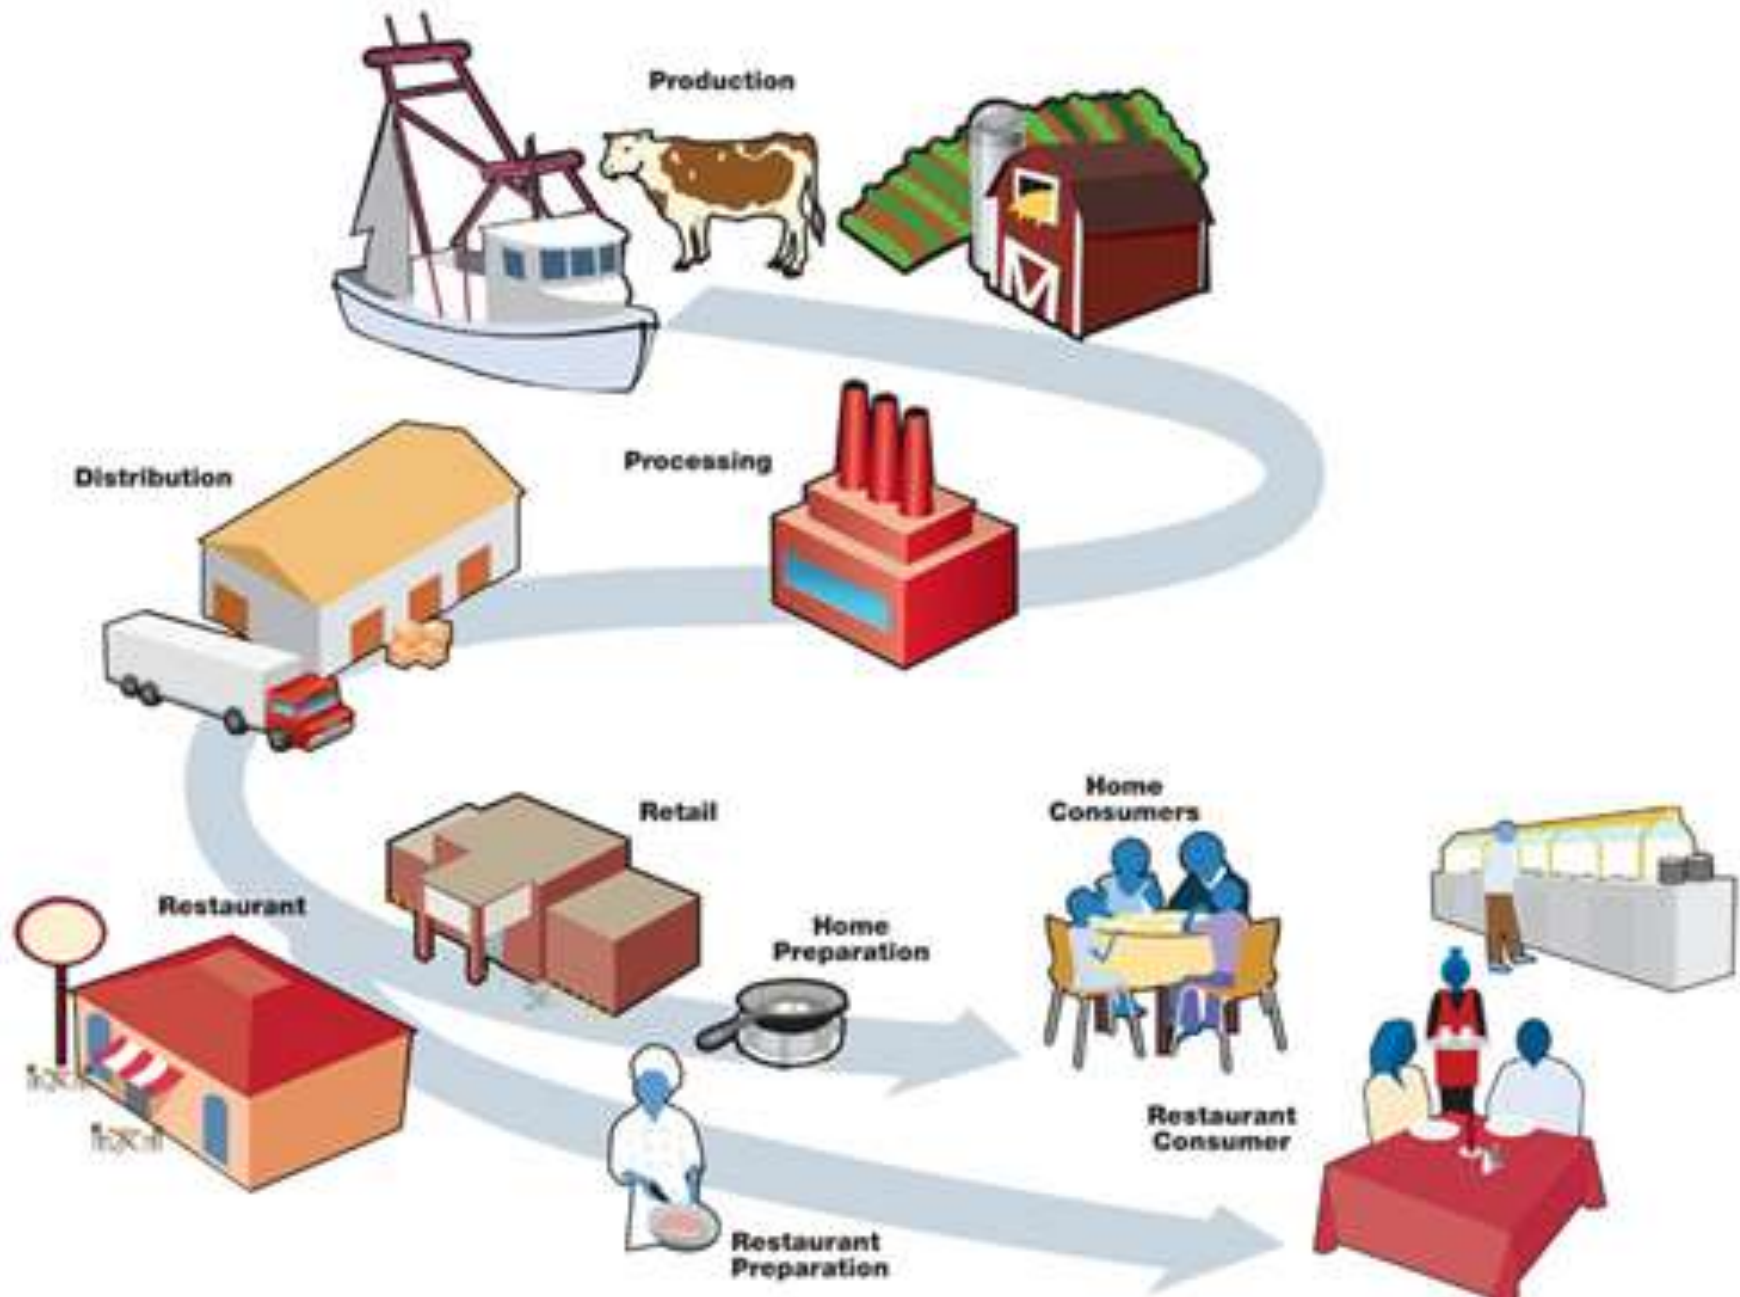 Production
Processing
Distribution
Retail
Home
Consumers
Restaurant
Home
Preparation
Restaurant
Consumer
Restaurant
Preparation